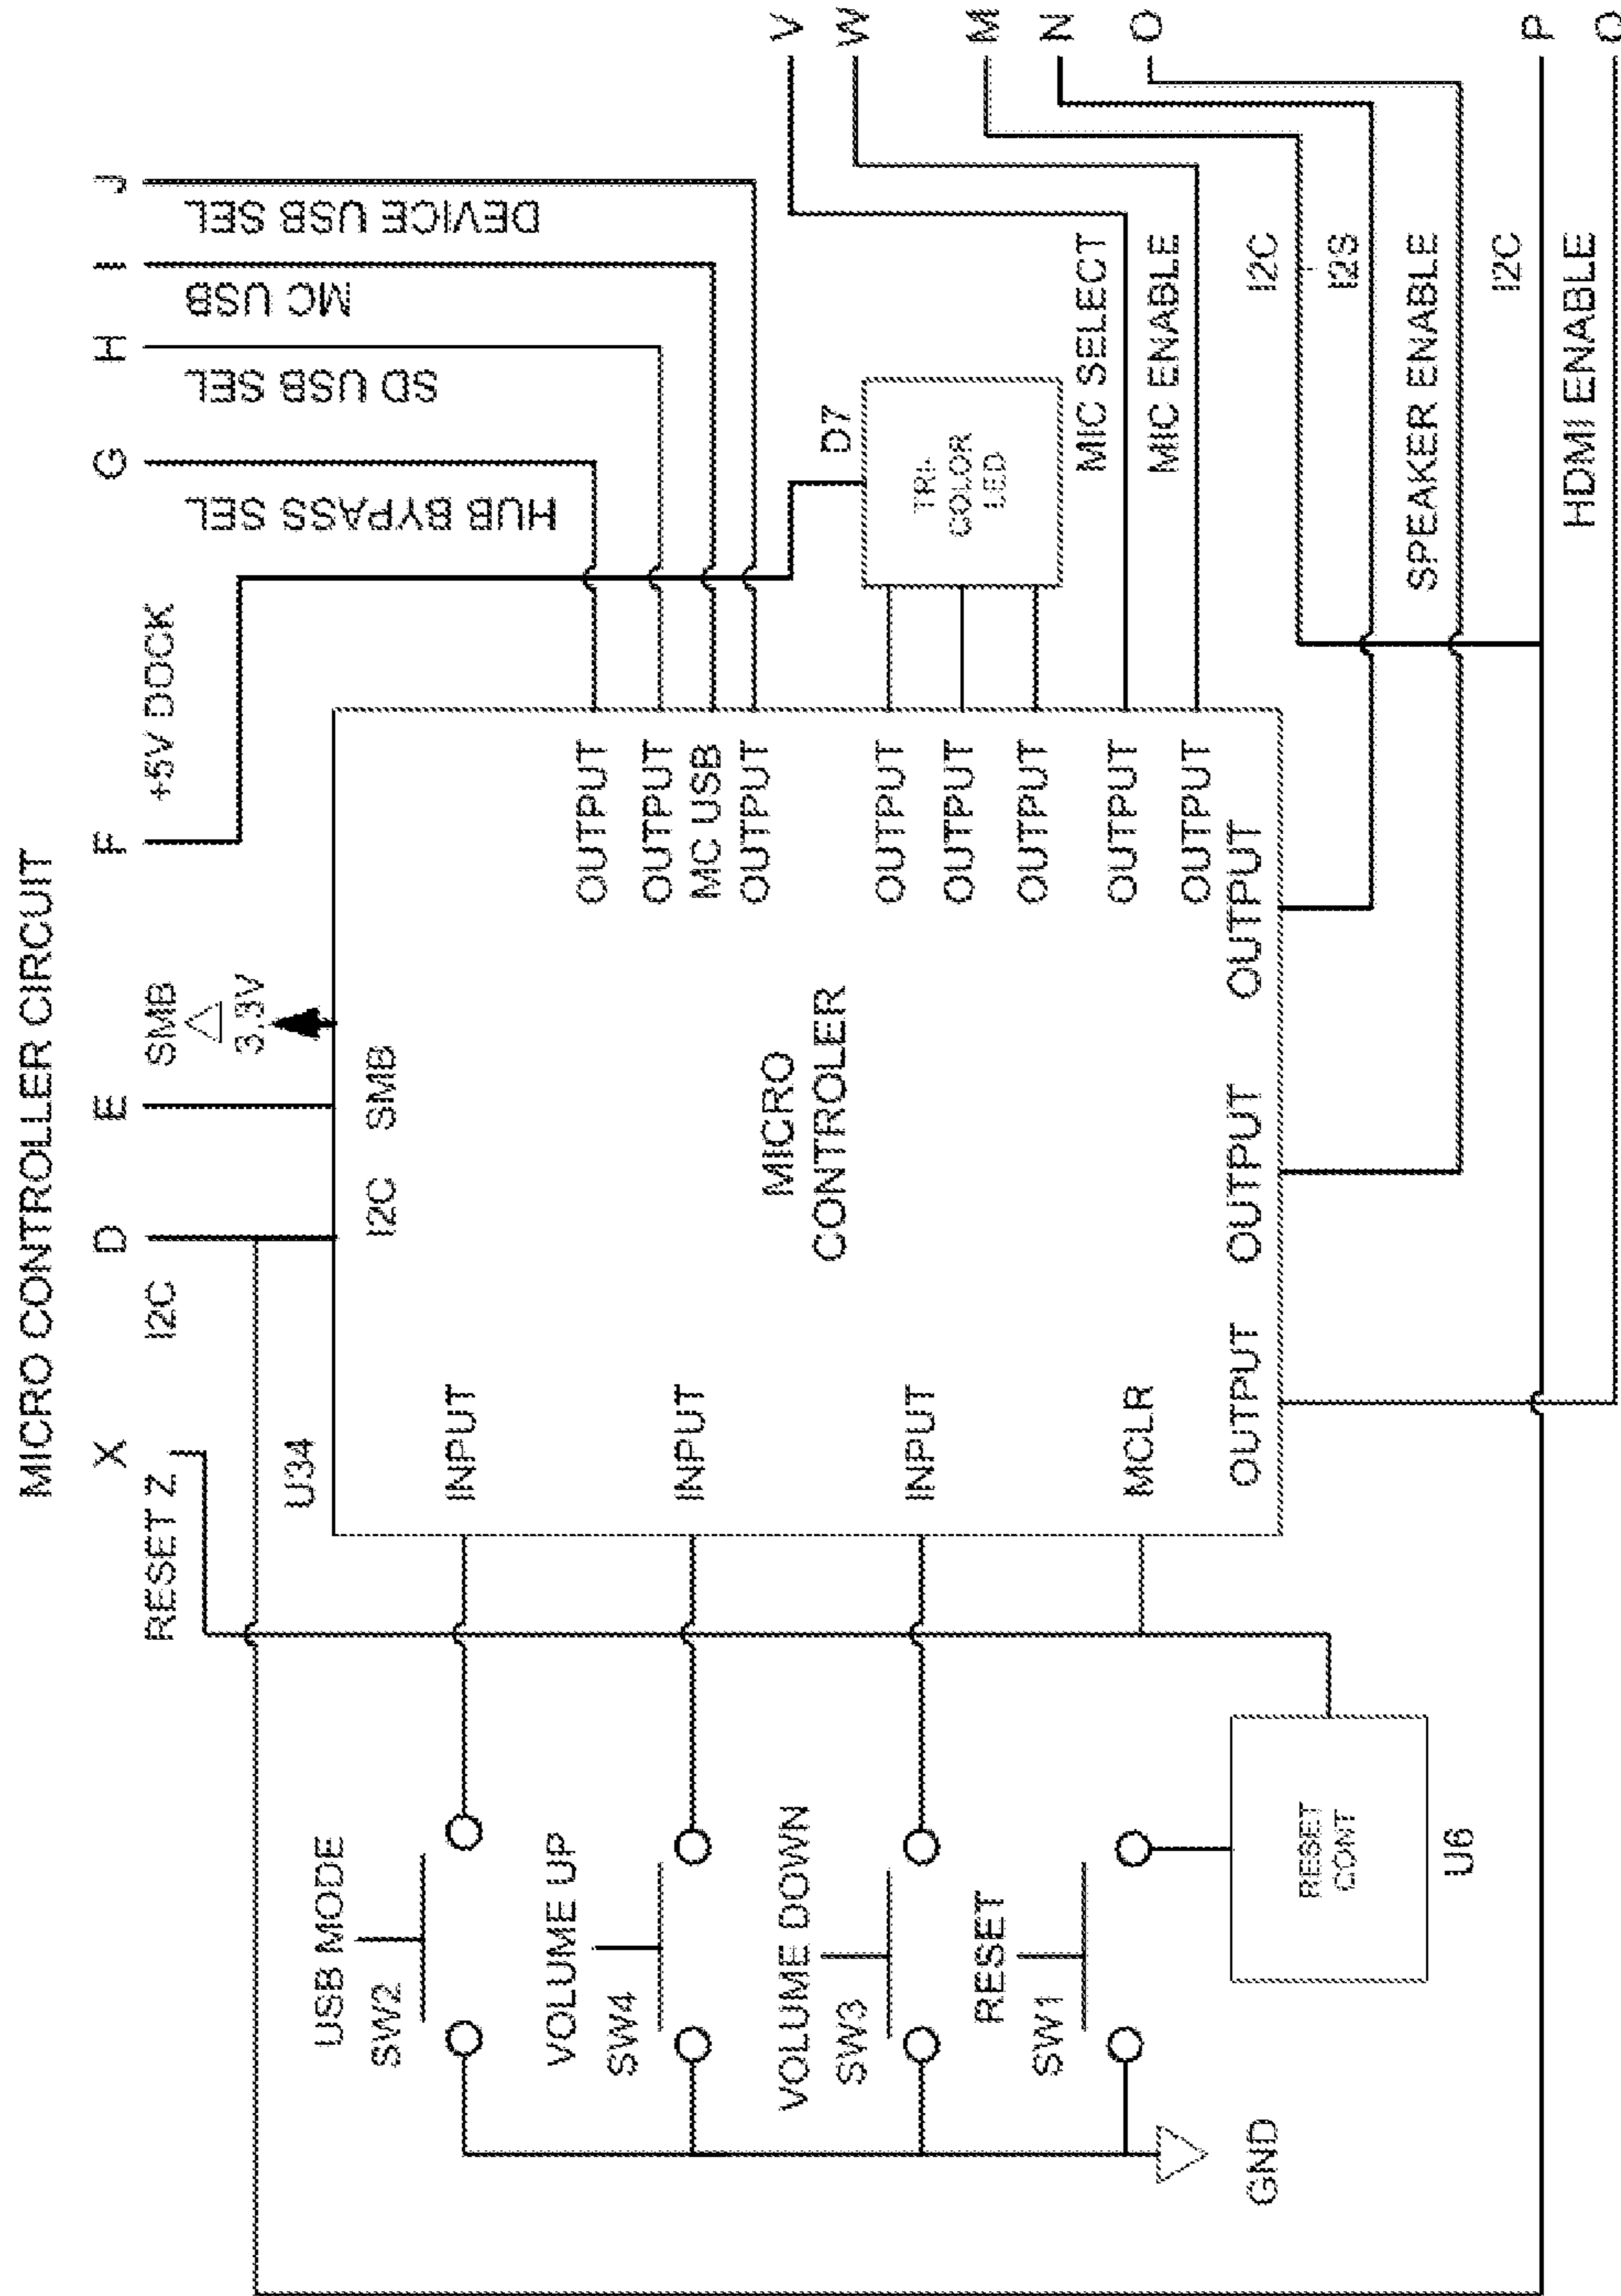 MICRO CONTROLLER CIRCUIT
X
D
E
F
G
H
I
J
RESET Z
I2C
SMB
3.3V
+5V DOCK
HUB BYPASS SEL
SD USB SEL
MC USB
DEVICE USB SEL
U34
I2C
SMB
USB MODE
SW2
INPUT
VOLUME UP
SW4
INPUT
VOLUME DOWN
SW3
INPUT
RESET
SW1
MCLR
GND
RESET
CONT
U6
MICRO
CONTROLER
OUTPUT
OUTPUT
MC USB
OUTPUT
OUTPUT
OUTPUT
OUTPUT
OUTPUT
OUTPUT
OUTPUT
OUTPUT
OUTPUT
D7
TRI-
COLOR
LED
MIC SELECT
MIC ENABLE
I2C
I2S
SPEAKER ENABLE
I2C
HDMI ENABLE
V
W
M
N
O
P